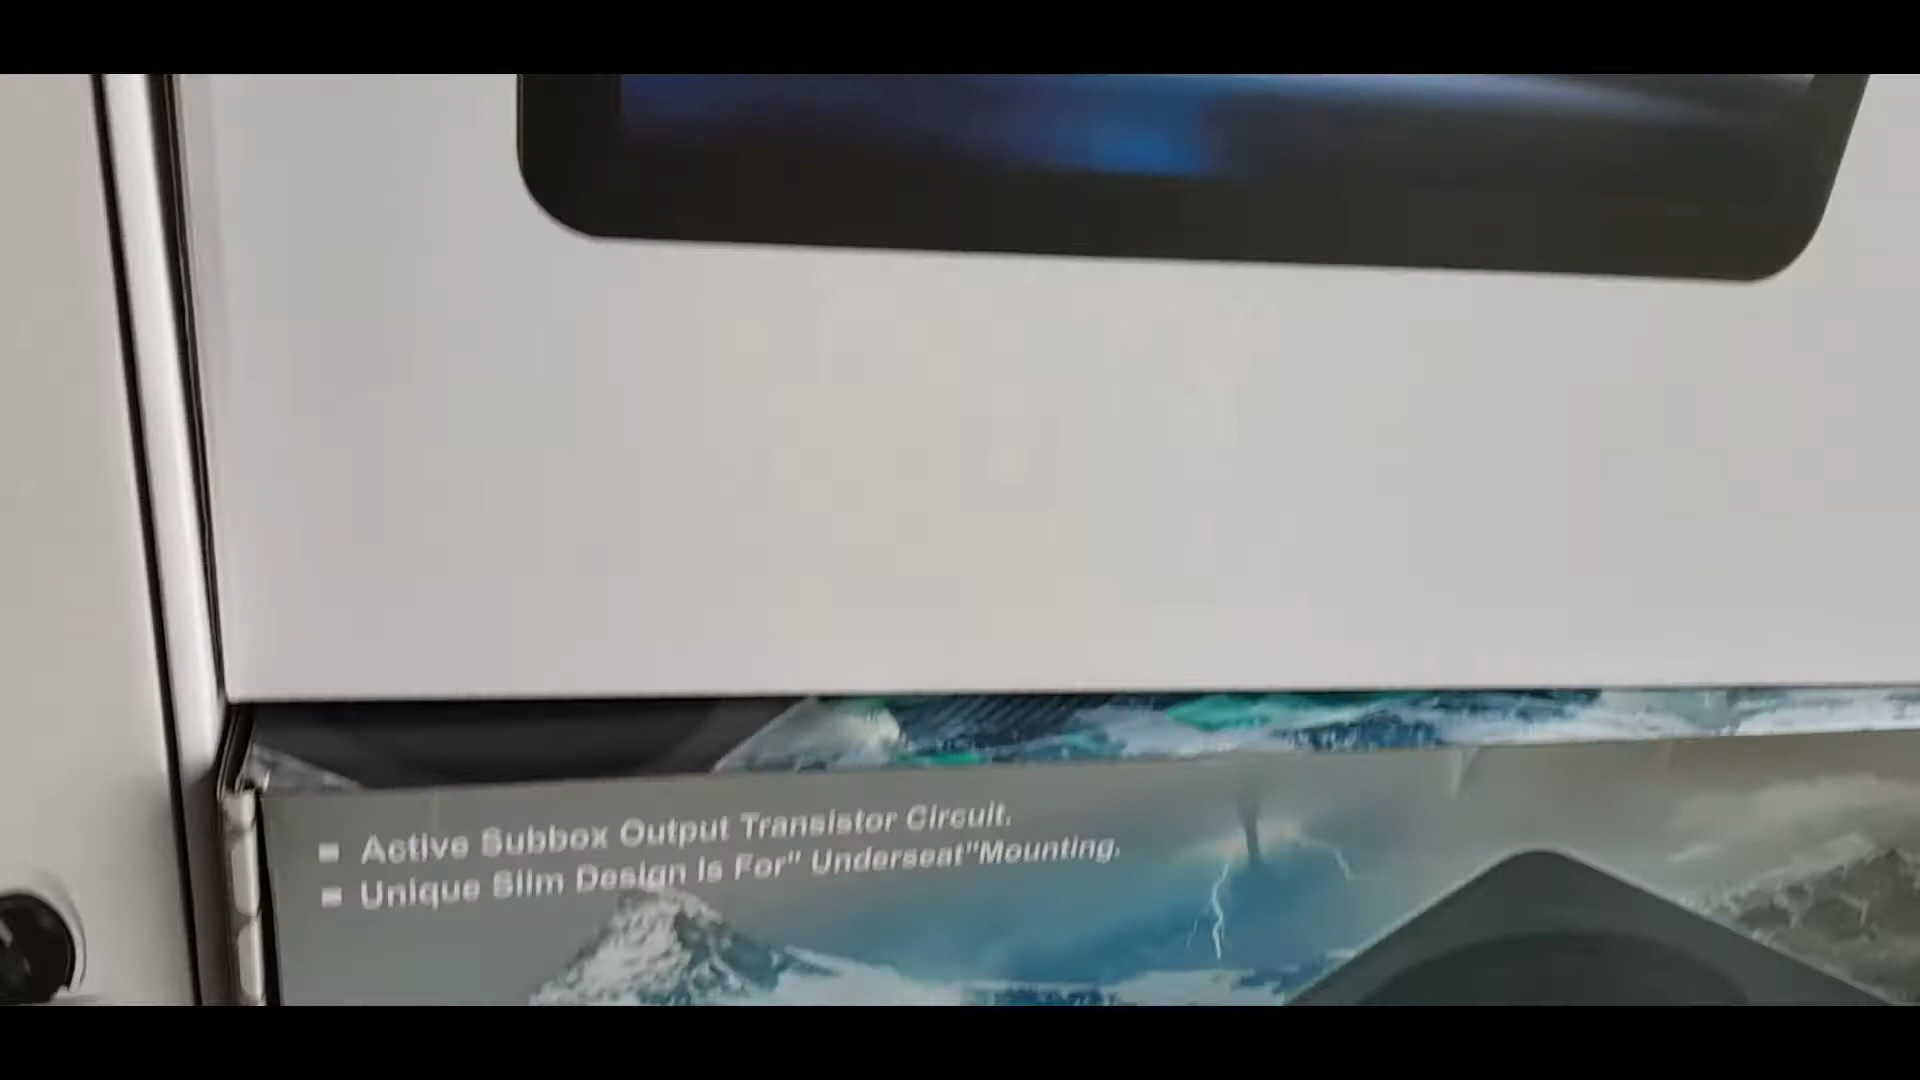 Active Subbox Output Transistor Circuit.
Unique Slim Design Is For" Underseat"Mounting.